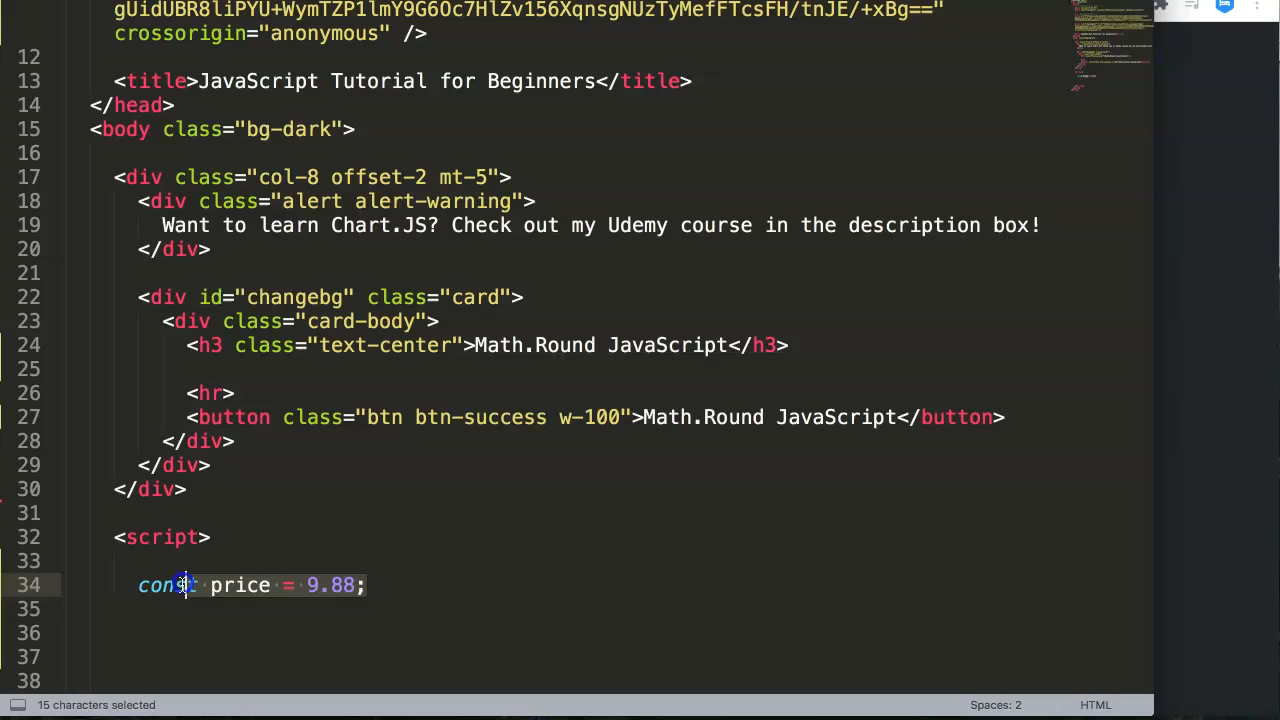 gUidUBR8liPYU+WymTZP1lmY9G6Oc7HlZv156XqnsgNUzTyMefFTcsFH/tnJE/+xBg=="
crossorigin="anonymous" />
12
13 <title>JavaScript Tutorial for Beginners</title>
14 </head>
15 <body class="bg-dark">
16
17 <div class="col-8 offset-2 mt-5">
18 <div class="alert alert-warning">
19 Want to learn Chart.JS? Check out my Udemy course in the description box!
20 </div>
21
22 <div id="changebg" class="card">
23 <div class="card-body">
24 <h3 class="text-center">Math.Round JavaScript</h3>
25
26 <hr>
27 <button class="btn btn-success w-100">Math.Round JavaScript</button>
28 </div>
29 </div>
30 </div>
31
32 <script>
33
34 const price = 9.88;
35
36
37
38
15 characters selected Spaces: 2 HTML